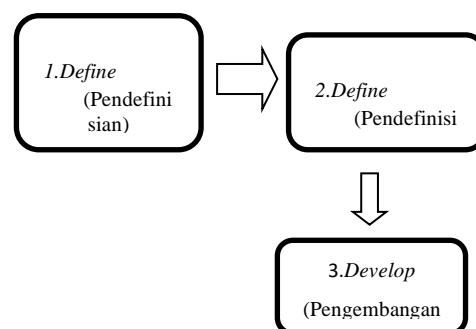 1.Define
(Pendefini
sian)
2.Define
(Pendefinisi
3.Develop
(Pengembangan